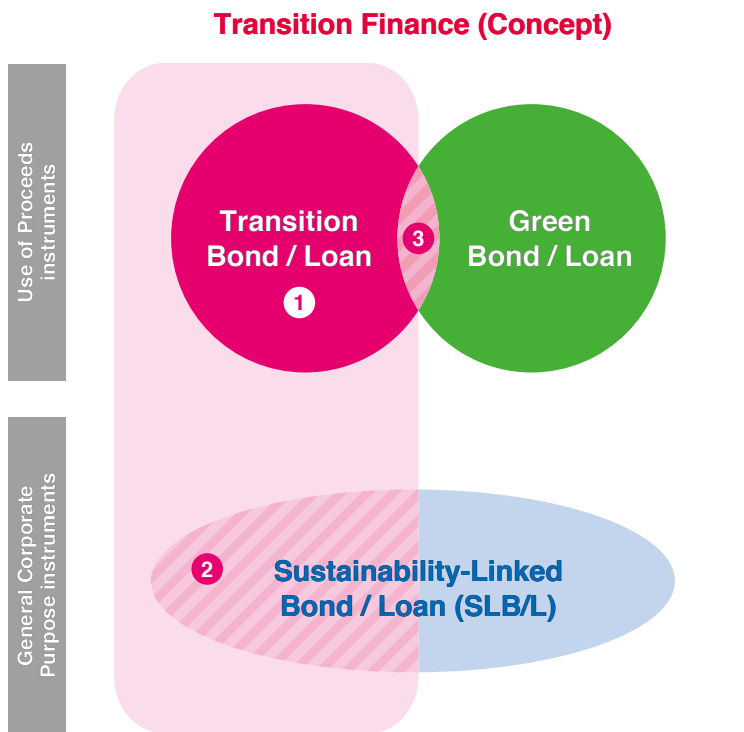 Transition Finance (Concept)
Use of Proceeds
instruments
Transition
Bond / Loan
1
3
Green
Bond / Loan
General Corporate
Purpose instruments
2
Sustainability-Linked
Bond / Loan (SLB/L)